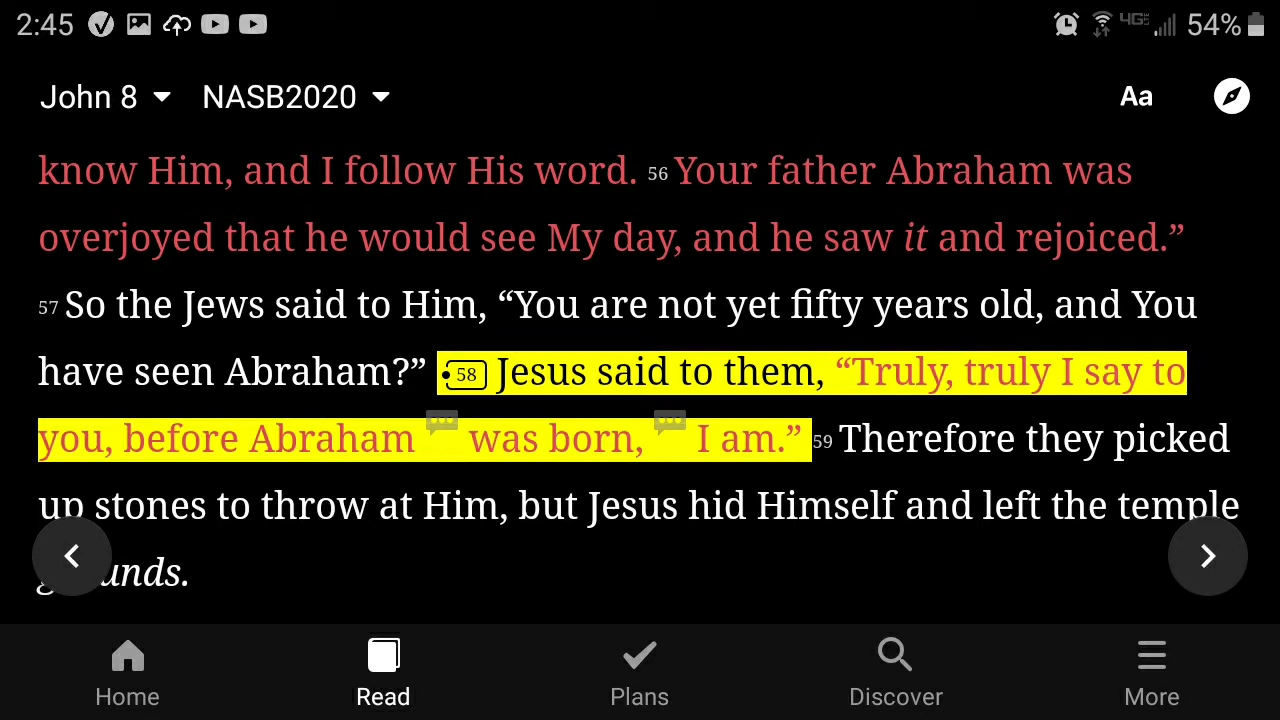 2:45 4GE 54%
John 8 NASB2020 Aa
know Him, and I follow His word. 56 Your father Abraham was
overjoyed that he would see My day, and he saw it and rejoiced.”
57 So the Jews said to Him, “You are not yet fifty years old, and You
have seen Abraham?” 58 Jesus said to them, “Truly, truly I say to
you, before Abraham was born, I am.” 59 Therefore they picked
up stones to throw at Him, but Jesus hid Himself and left the temple
unds.
Home Read Plans Discover More